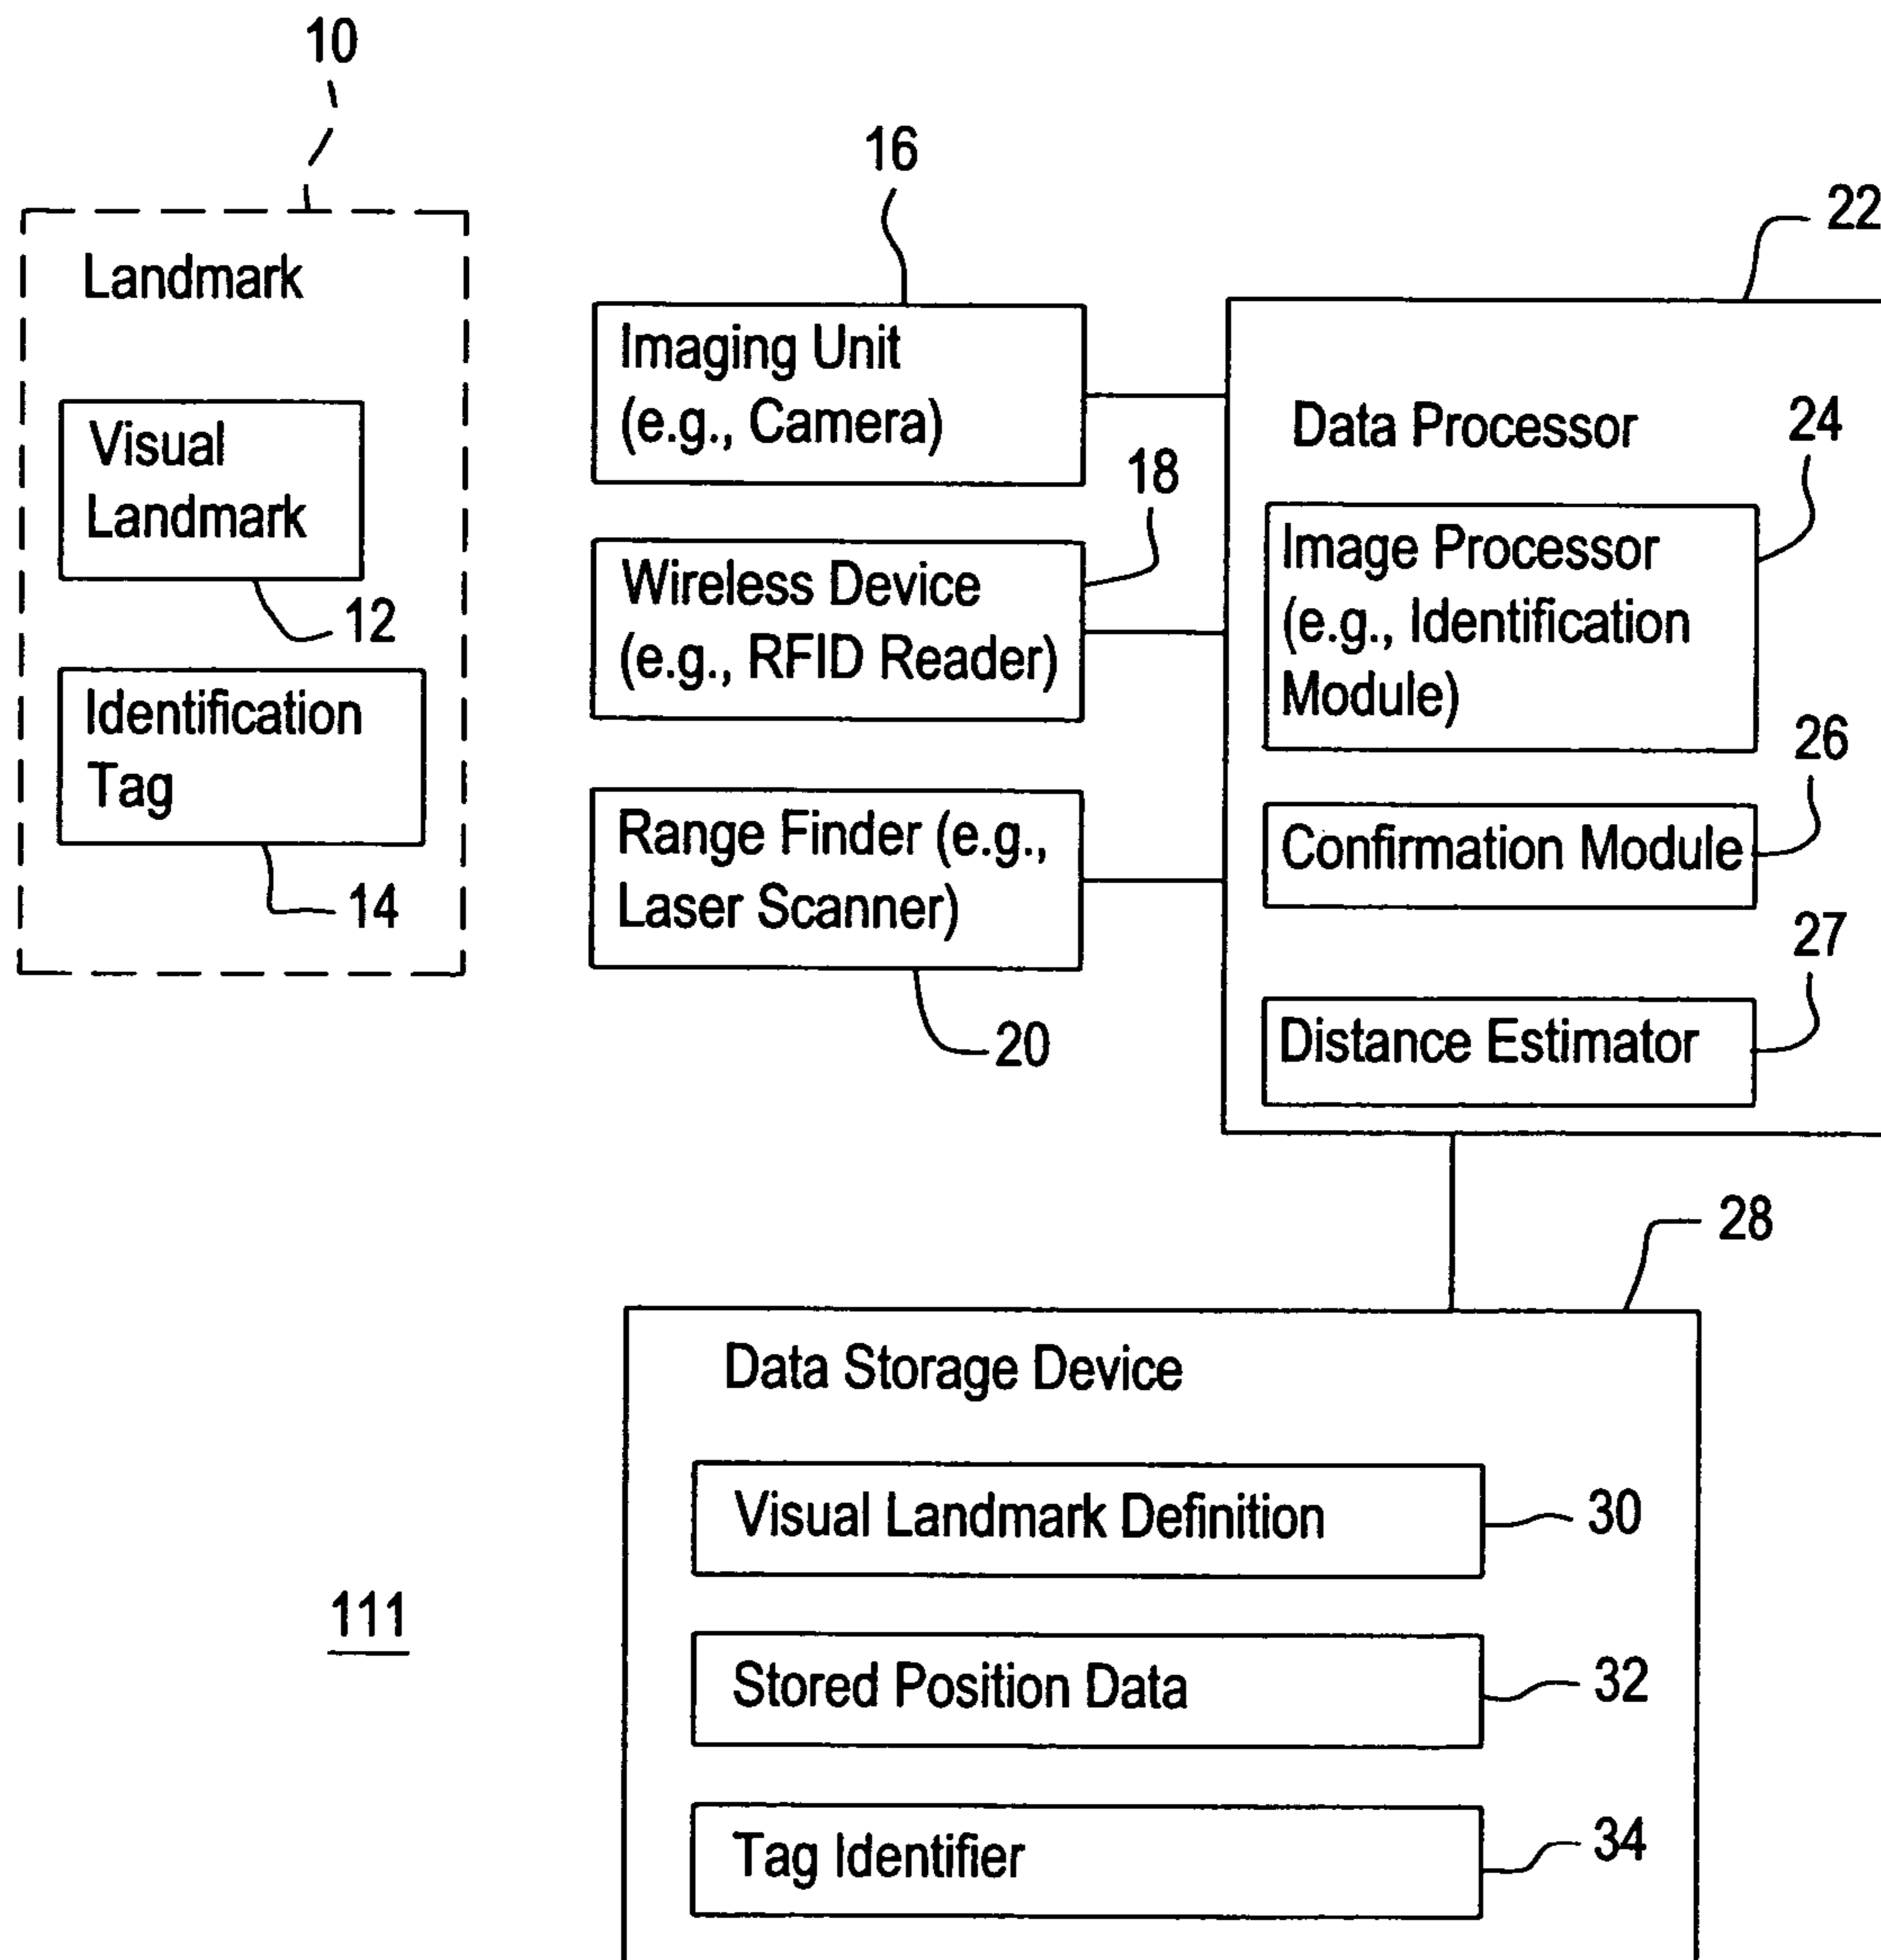 10
Landmark
Visual
Landmark
12
Identification
Tag
14
16
Imaging Unit
(e.g., Camera)
18
Wireless Device
(e.g., RFID Reader)
Range Finder (e.g.,
Laser Scanner)
20
22
Data Processor
24
Image Processor
(e.g., Identification
Module)
26
Confirmation Module
27
Distance Estimator
28
Data Storage Device
Visual Landmark Definition
30
Stored Position Data
32
Tag Identifier
34
111